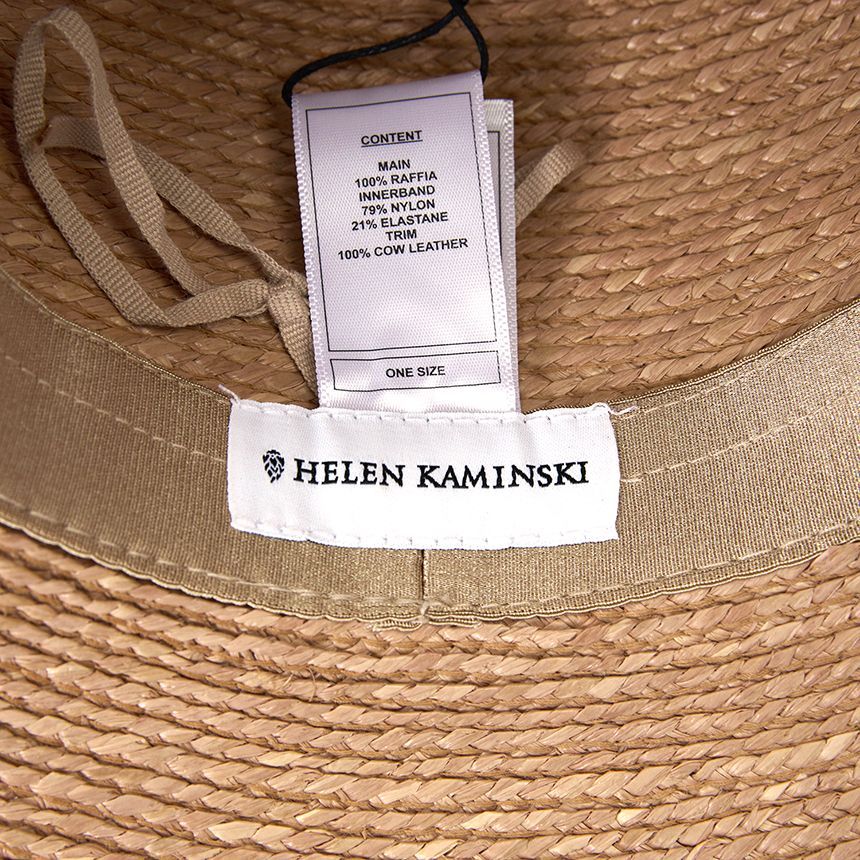 CONTENT
MAIN
100% RAFFIA
INNERBAND
79% NYLON
21% ELASTANE
TRIM
100% COW LEATHER
ONE SIZE
HELEN KAMINSKI